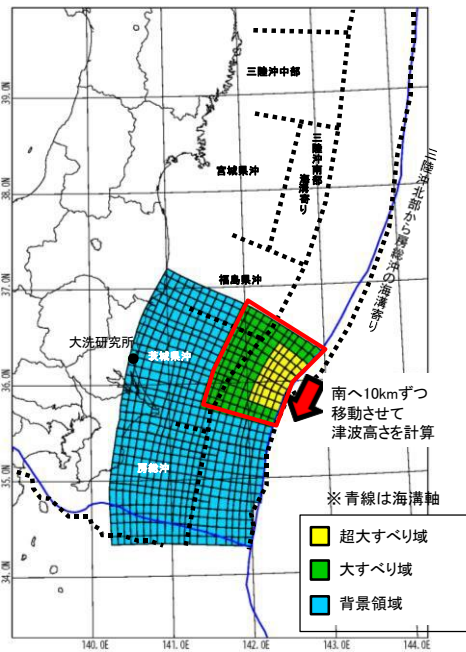 三陸沖中部
三陸沖南部
海溝寄り
宮城県沖
三陸沖北部から房総沖の海溝寄り
福島県沖
大洗研究所
茨城県沖
房総沖
南へ10kmずつ
移動させて
津波高さを計算
※青線は海溝軸
超大すべり域
大すべり域
背景領域
39.0N
38.0N
37.0N
36.0N
35.0N
34.0N
140.0E
141.0E
142.0E
143.0E
144.0E